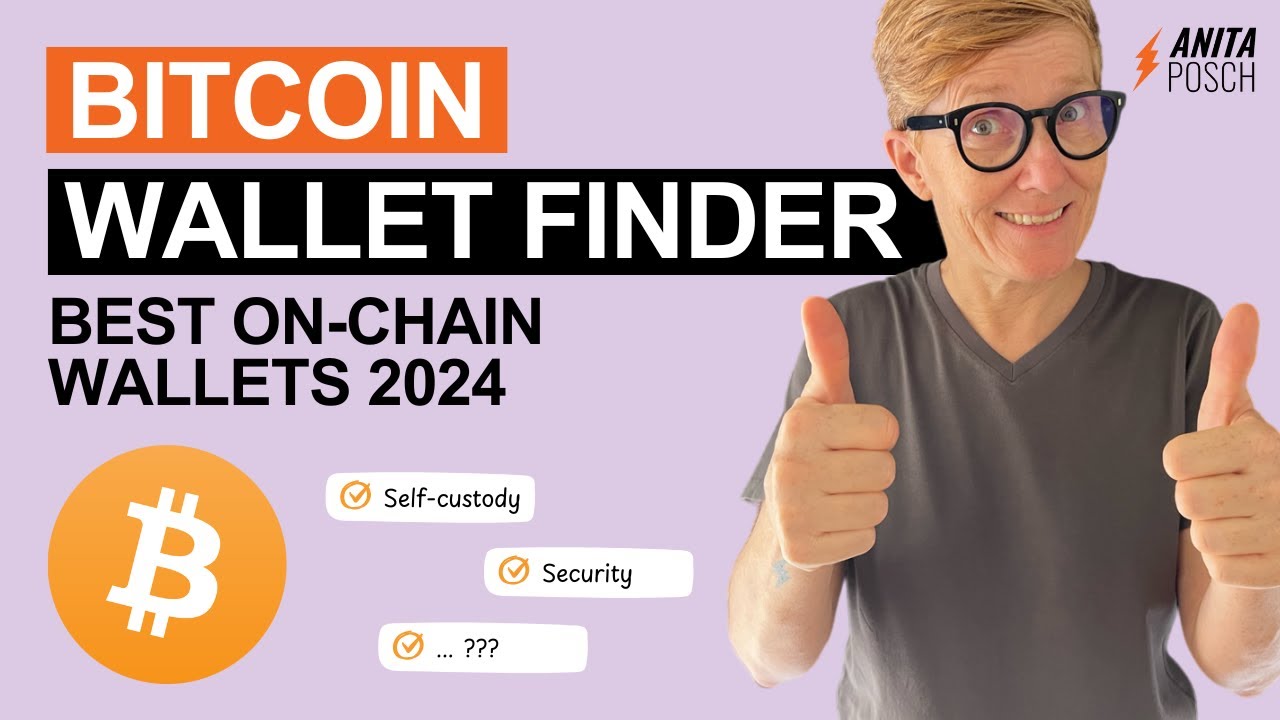 BITCOIN
WALLET FINDER
BEST ON-CHAIN
WALLETS 2024
Self-custody
Security
... ???
ANITA
POSCH